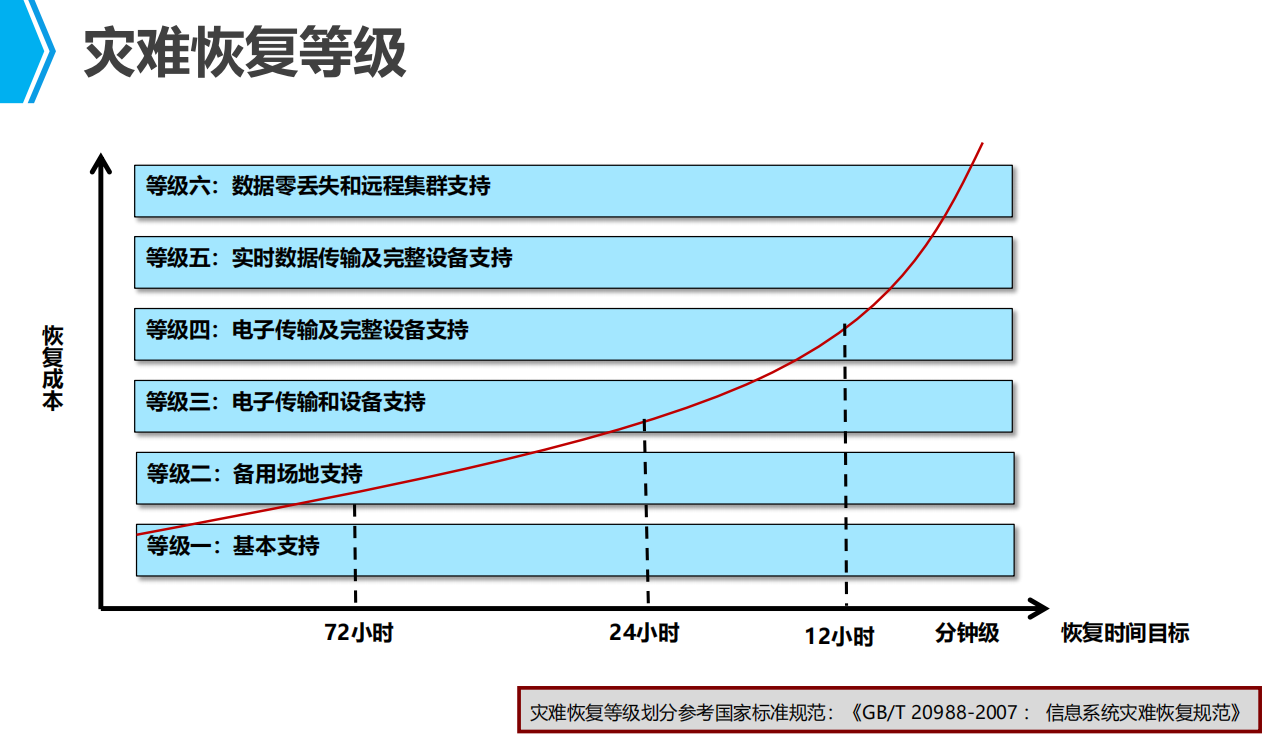 灾难恢复等级
等级六：数据零丢失和远程集群支持
等级五：实时数据传输及完整设备支持
等级四：电子传输及完整设备支持
等级三：电子传输和设备支持
等级二：备用场地支持
等级一：基本支持
恢复成本
72小时
24小时
12小时
分钟级
恢复时间目标
灾难恢复等级划分参考国家标准规范：《GB/T 20988-2007： 信息系统灾难恢复规范》